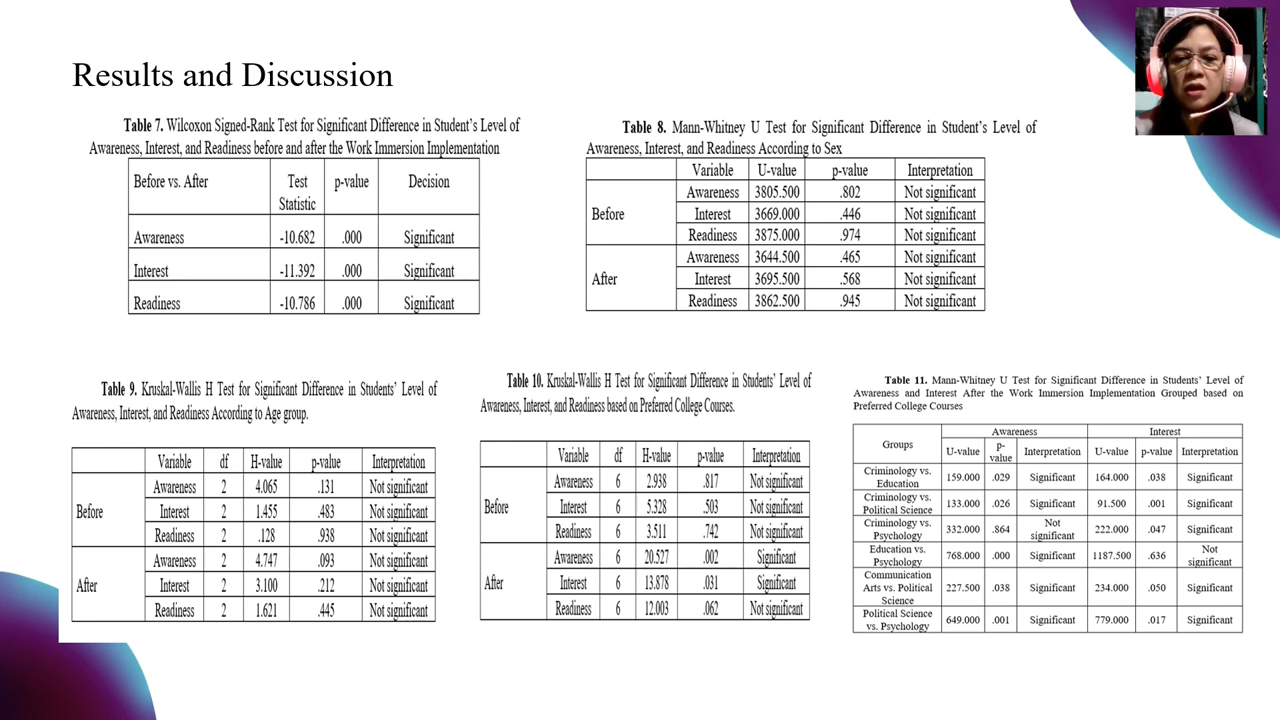 Results and Discussion
Table 7. Wilcoxon Signed-Rank Test for Significant Difference in Student's Level of
Awareness, Interest, and Readiness before and after the Work Immersion Implementation
Before vs. After Test Statistic p-value Decision
Awareness -10.682 .000 Significant
Interest -11.392 .000 Significant
Readiness -10.786 .000 Significant
Table 8. Mann-Whitney U Test for Significant Difference in Student's Level of
Awareness, Interest, and Readiness According to Sex
Variable U-value p-value Interpretation
Before
Awareness 3805.500 .802 Not significant
Interest 3669.000 .446 Not significant
Readiness 3875.000 .974 Not significant
After
Awareness 3644.500 .465 Not significant
Interest 3695.500 .568 Not significant
Readiness 3862.500 .945 Not significant
Table 9. Kruskal-Wallis H Test for Significant Difference in Students' Level of
Awareness, Interest, and Readiness According to Age group.
Variable df H-value p-value Interpretation
Before
Awareness 2 4.065 .131 Not significant
Interest 2 1.455 .483 Not significant
Readiness 2 .128 .938 Not significant
After
Awareness 2 4.747 .093 Not significant
Interest 2 3.100 .212 Not significant
Readiness 2 1.621 .445 Not significant
Table 10. Kruskal-Wallis H Test for Significant Difference in Students' Level of
Awareness, Interest, and Readiness based on Preferred College Courses.
Variable df H-value p-value Interpretation
Before
Awareness 6 2.938 .817 Not significant
Interest 6 5.328 .503 Not significant
Readiness 6 3.511 .742 Not significant
After
Awareness 6 20.527 .002 Significant
Interest 6 13.878 .031 Significant
Readiness 6 12.003 .062 Not significant
Table 11. Mann-Whitney U Test for Significant Difference in Students' Level of
Awareness and Interest After the Work Immersion Implementation Grouped based on
Preferred College Courses
Groups Awareness Interest
U-value p-value Interpretation U-value p-value Interpretation
Criminology vs. Education 159.000 .029 Significant 164.000 .038 Significant
Criminology vs. Political Science 133.000 .026 Significant 91.500 .001 Significant
Criminology vs. Psychology 332.000 .864 Not significant 222.000 .047 Significant
Education vs. Psychology 768.000 .000 Significant 1187.500 .636 Not significant
Communication Arts vs. Political Science 227.500 .038 Significant 234.000 .050 Significant
Political Science vs. Psychology 649.000 .001 Significant 779.000 .017 Significant